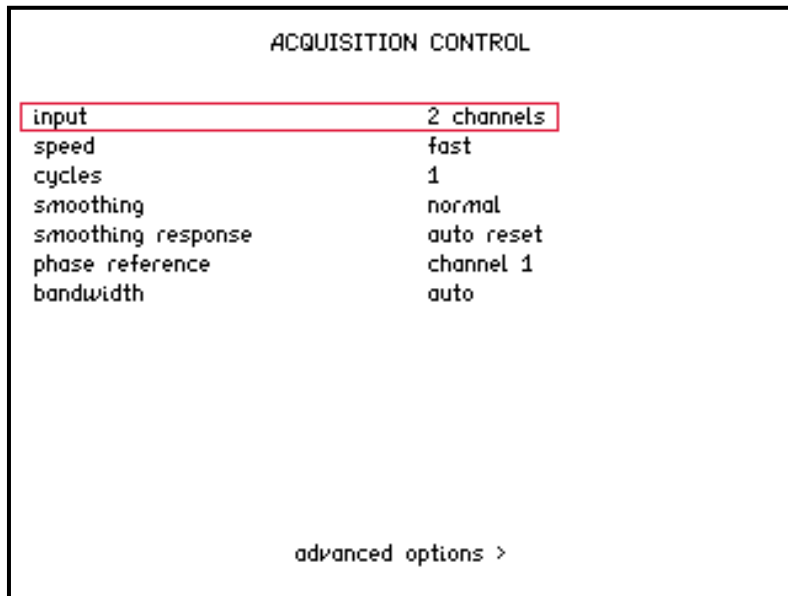 ACQUISITION CONTROL
input 2 channels
speed fast
cycles 1
smoothing normal
smoothing response auto reset
phase reference channel 1
bandwidth auto
advanced options >